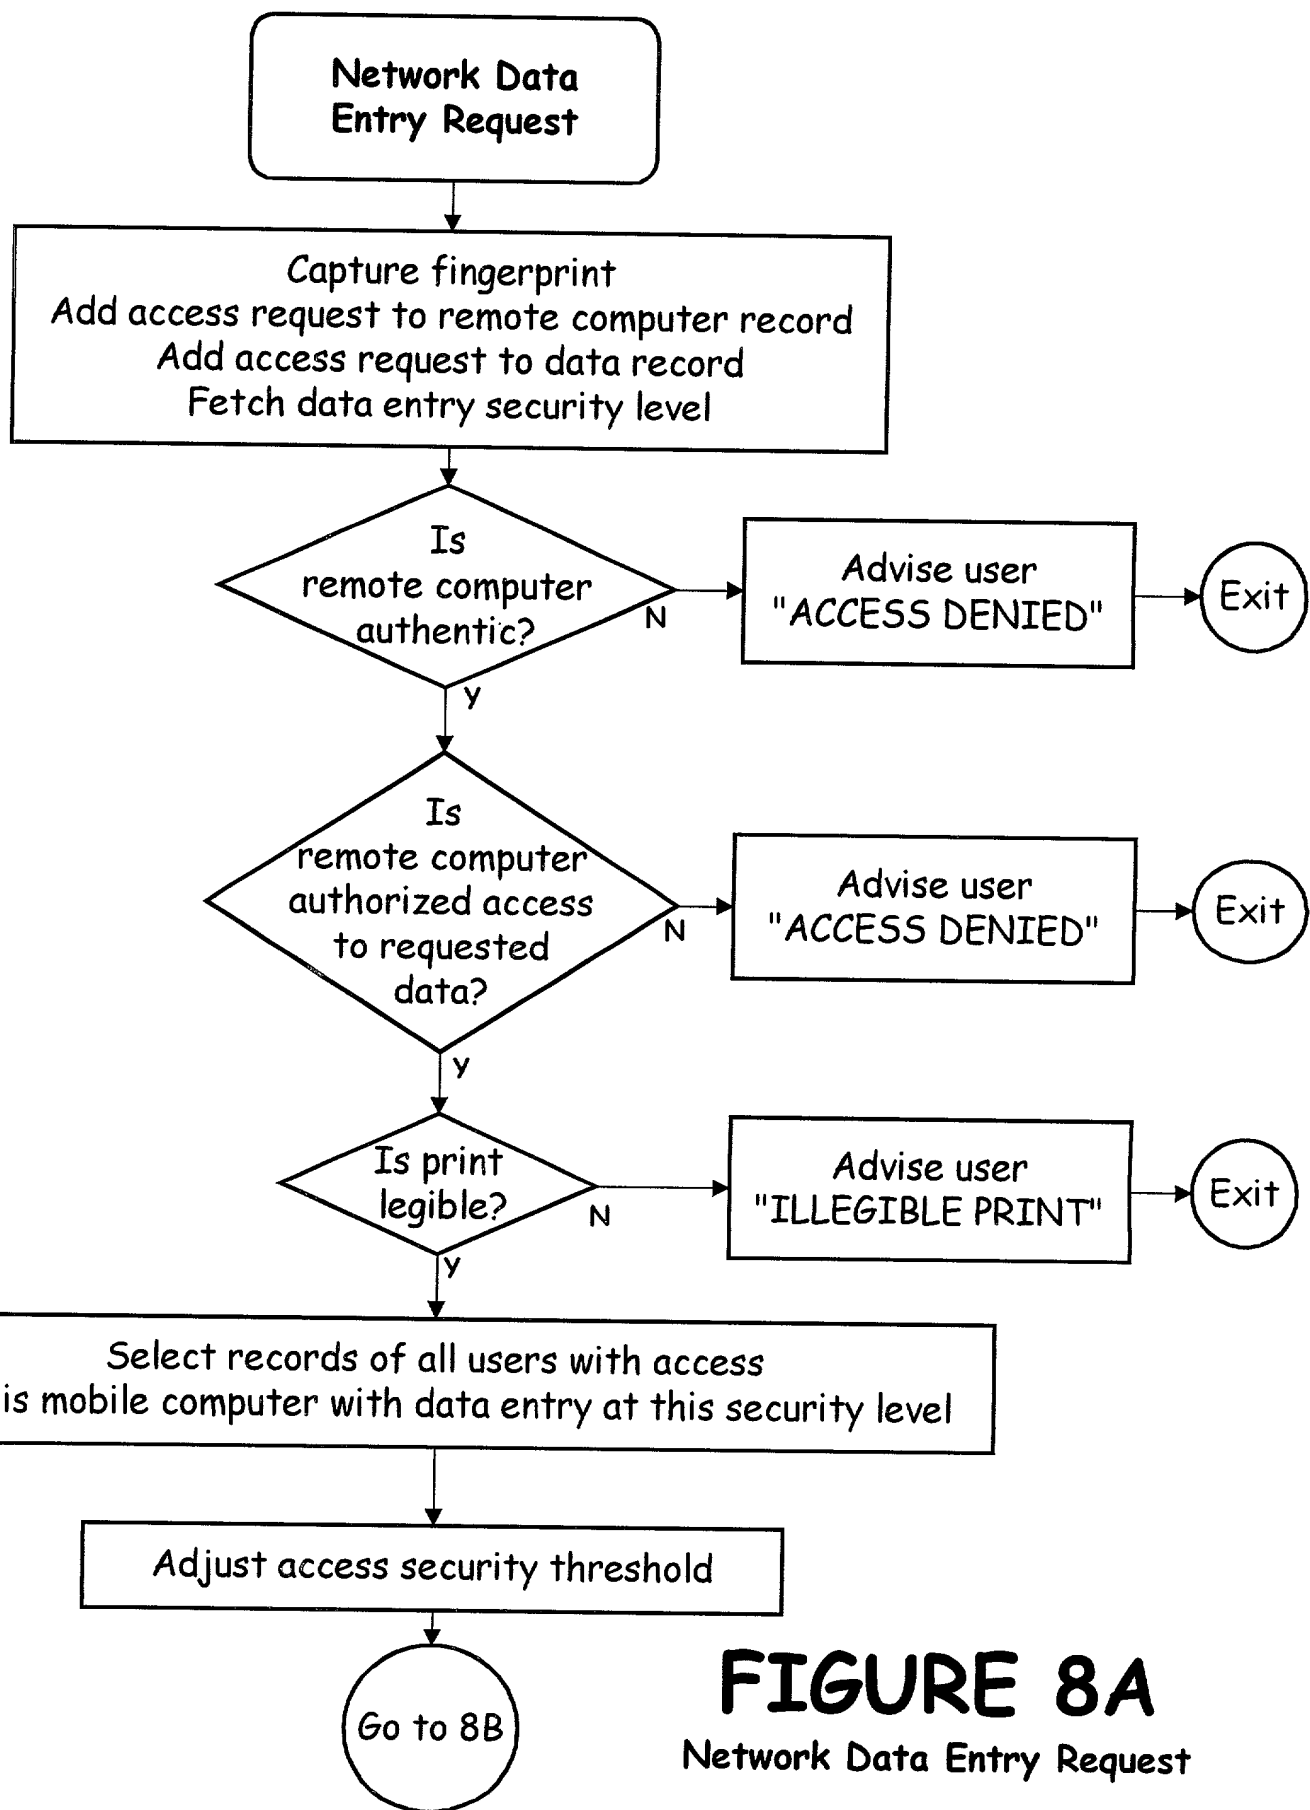 Network Data
Entry Request
Capture fingerprint
Add access request to remote computer record
Add access request to data record
Fetch data entry security level
Is
remote computer
authentic?
N
Advise user
"ACCESS DENIED"
Exit
Y
Is
remote computer
authorized access
to requested
data?
N
Advise user
"ACCESS DENIED"
Exit
Y
Is print
legible?
N
Advise user
"ILLEGIBLE PRINT"
Exit
Y
Select records of all users with access
is mobile computer with data entry at this security level
Adjust access security threshold
Go to 8B
FIGURE 8A
Network Data Entry Request